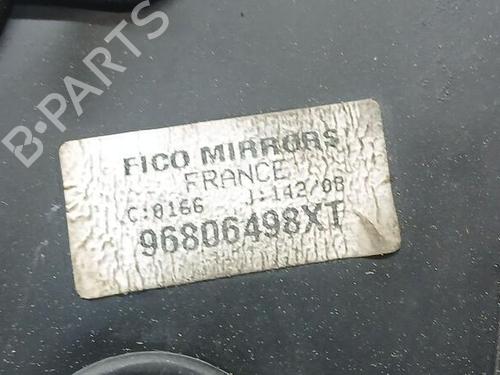 B-PARTS
FICO MIRRORS
FRANCE
C:0166 J:142/08
96806498XT